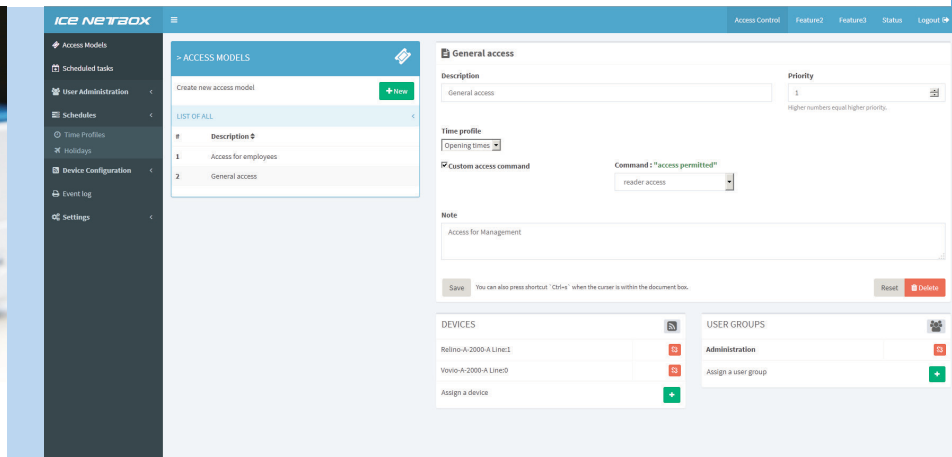 ICE NETBOX
Access Control Feature2 Feature3 Status Logout
Access Models
Scheduled tasks
User Administration
Schedules
Time Profiles
Holidays
Device Configuration
Event log
Settings
> ACCESS MODELS
Create new access model
+ New
LIST OF ALL
# Description
1 Access for employees
2 General access
General access
Description
General access
Priority
1
Higher numbers equal higher priority.
Time profile
Opening times
Custom access command
Command : "access permitted"
reader access
Note
Access for Management
Save You can also press shortcut `Ctrl+s` when the curser is within the document box.
Reset Delete
DEVICES
Relino-A-2000-A Line:1
Vovio-A-2000-A Line:0
Assign a device
USER GROUPS
Administration
Assign a user group